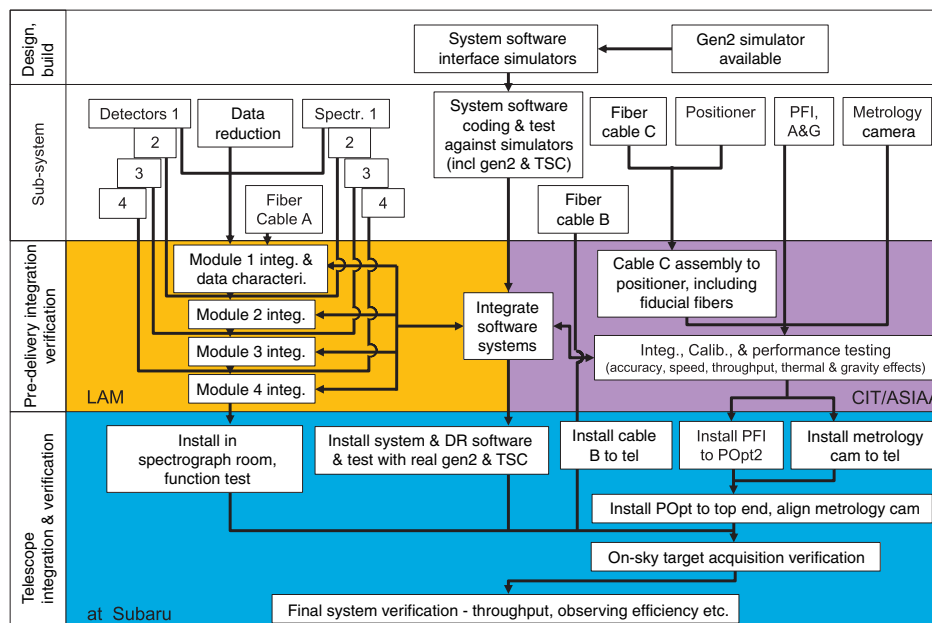 Design,
build
System software
interface simulators
Gen2 simulator
available
Sub-system
Detectors 1
2
3
4
Data
reduction
Spectr. 1
2
3
4
Fiber
Cable A
System software
coding & test
against simulators
(incl gen2 & TSC)
Fiber
cable B
Fiber
cable C
Positioner
PFI,
A&G
Metrology
camera
Pre-delivery integration
verification
Module 1 integ. &
data characteri.
Module 2 integ.
Module 3 integ.
Module 4 integ.
LAM
Integrate
software
systems
Cable C assembly to
positioner, including
fiducial fibers
Integ., Calib., & performance testing
(accuracy, speed, throughput, thermal & gravity effects)
CIT/ASIAA
Telescope
integration & verification
Install in
spectrograph room,
function test
Install system & DR software
& test with real gen2 & TSC
Install cable
B to tel
Install PFI
to POpt2
Install metrology
cam to tel
Install POpt to top end, align metrology cam
On-sky target acquisition verification
Final system verification - throughput, observing efficiency etc.
at Subaru